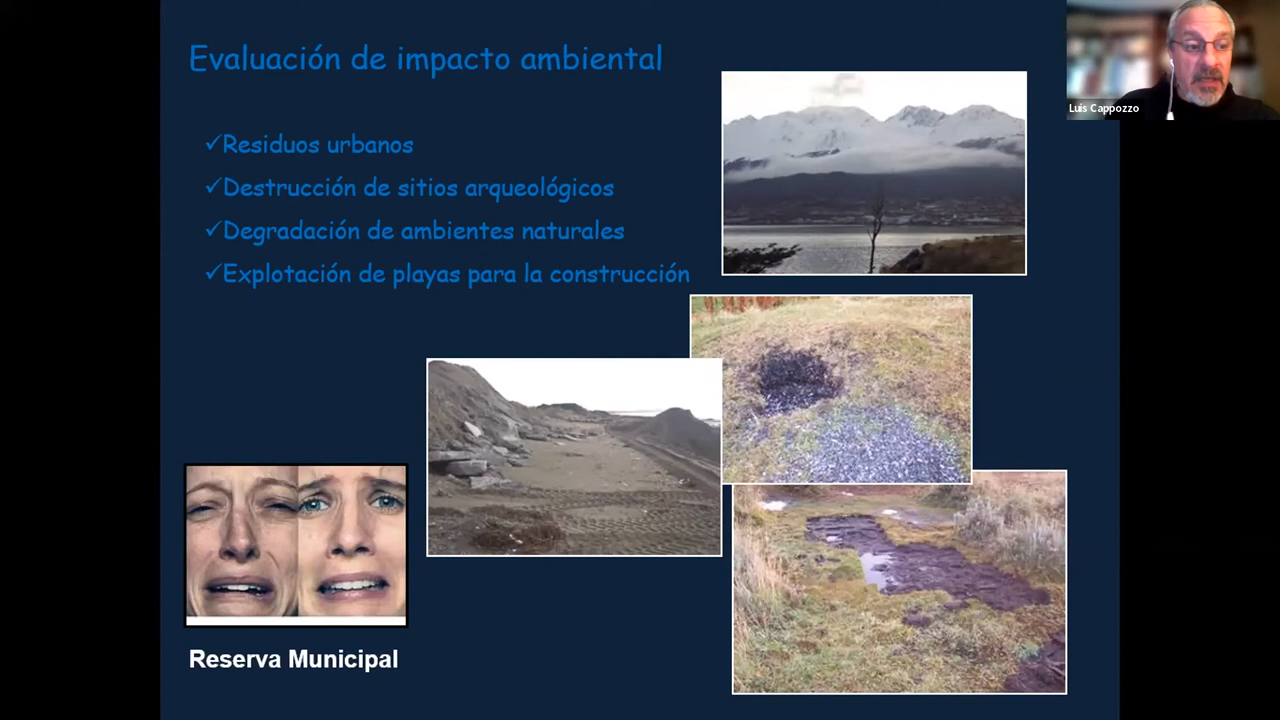 Evaluación de impacto ambiental
Luis Cappozzo
✓Residuos urbanos
✓Destrucción de sitios arqueológicos
✓Degradación de ambientes naturales
✓Explotación de playas para la construcción
Reserva Municipal